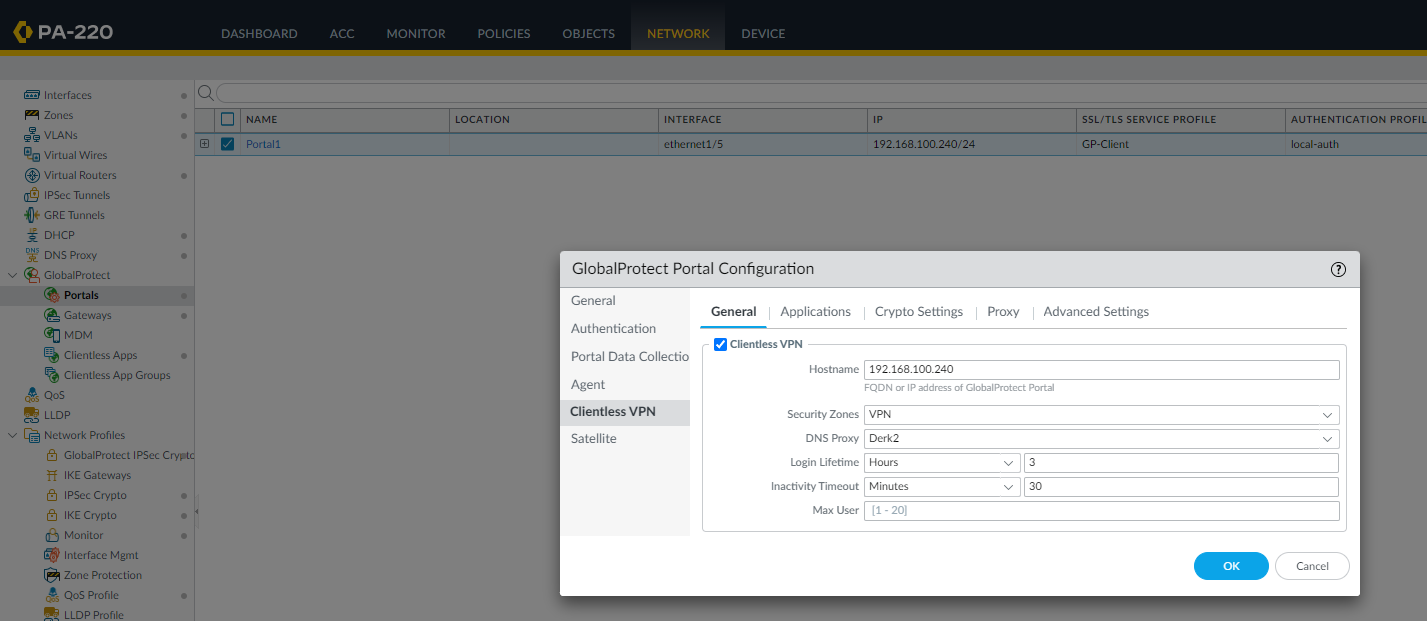 PA-220
DASHBOARD ACC MONITOR POLICIES OBJECTS NETWORK DEVICE
Interfaces
Zones
VLANs
Virtual Wires
Virtual Routers
IPSec Tunnels
GRE Tunnels
DHCP
DNS Proxy
GlobalProtect
Portals
Gateways
MDM
Clientless Apps
Clientless App Groups
QoS
LLDP
Network Profiles
GlobalProtect IPSec Crypto
IKE Gateways
IPSec Crypto
IKE Crypto
Monitor
Interface Mgmt
Zone Protection
QoS Profile
LLDP Profile
NAME LOCATION INTERFACE IP SSL/TLS SERVICE PROFILE AUTHENTICATION PROFIL
Portal1 ethernet1/5 192.168.100.240/24 GP-Client local-auth
GlobalProtect Portal Configuration
General
Authentication
Portal Data Collectio
Agent
Clientless VPN
Satellite
General Applications Crypto Settings Proxy Advanced Settings
Clientless VPN
Hostname 192.168.100.240
FQDN or IP address of GlobalProtect Portal
Security Zones VPN
DNS Proxy Derk2
Login Lifetime Hours 3
Inactivity Timeout Minutes 30
Max User [1 - 20]
OK Cancel